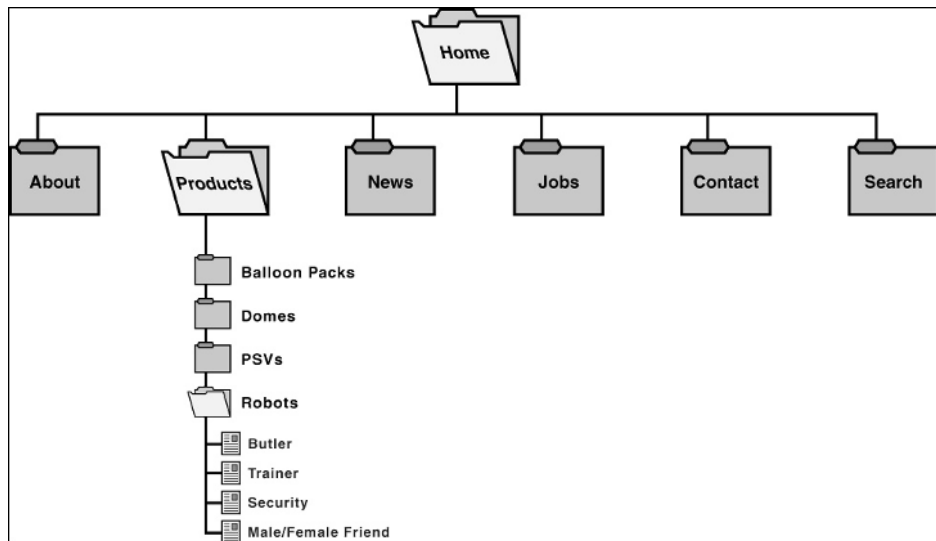 Home
About
Products
News
Jobs
Contact
Search
Balloon Packs
Domes
PSVs
Robots
Butler
Trainer
Security
Male/Female Friend